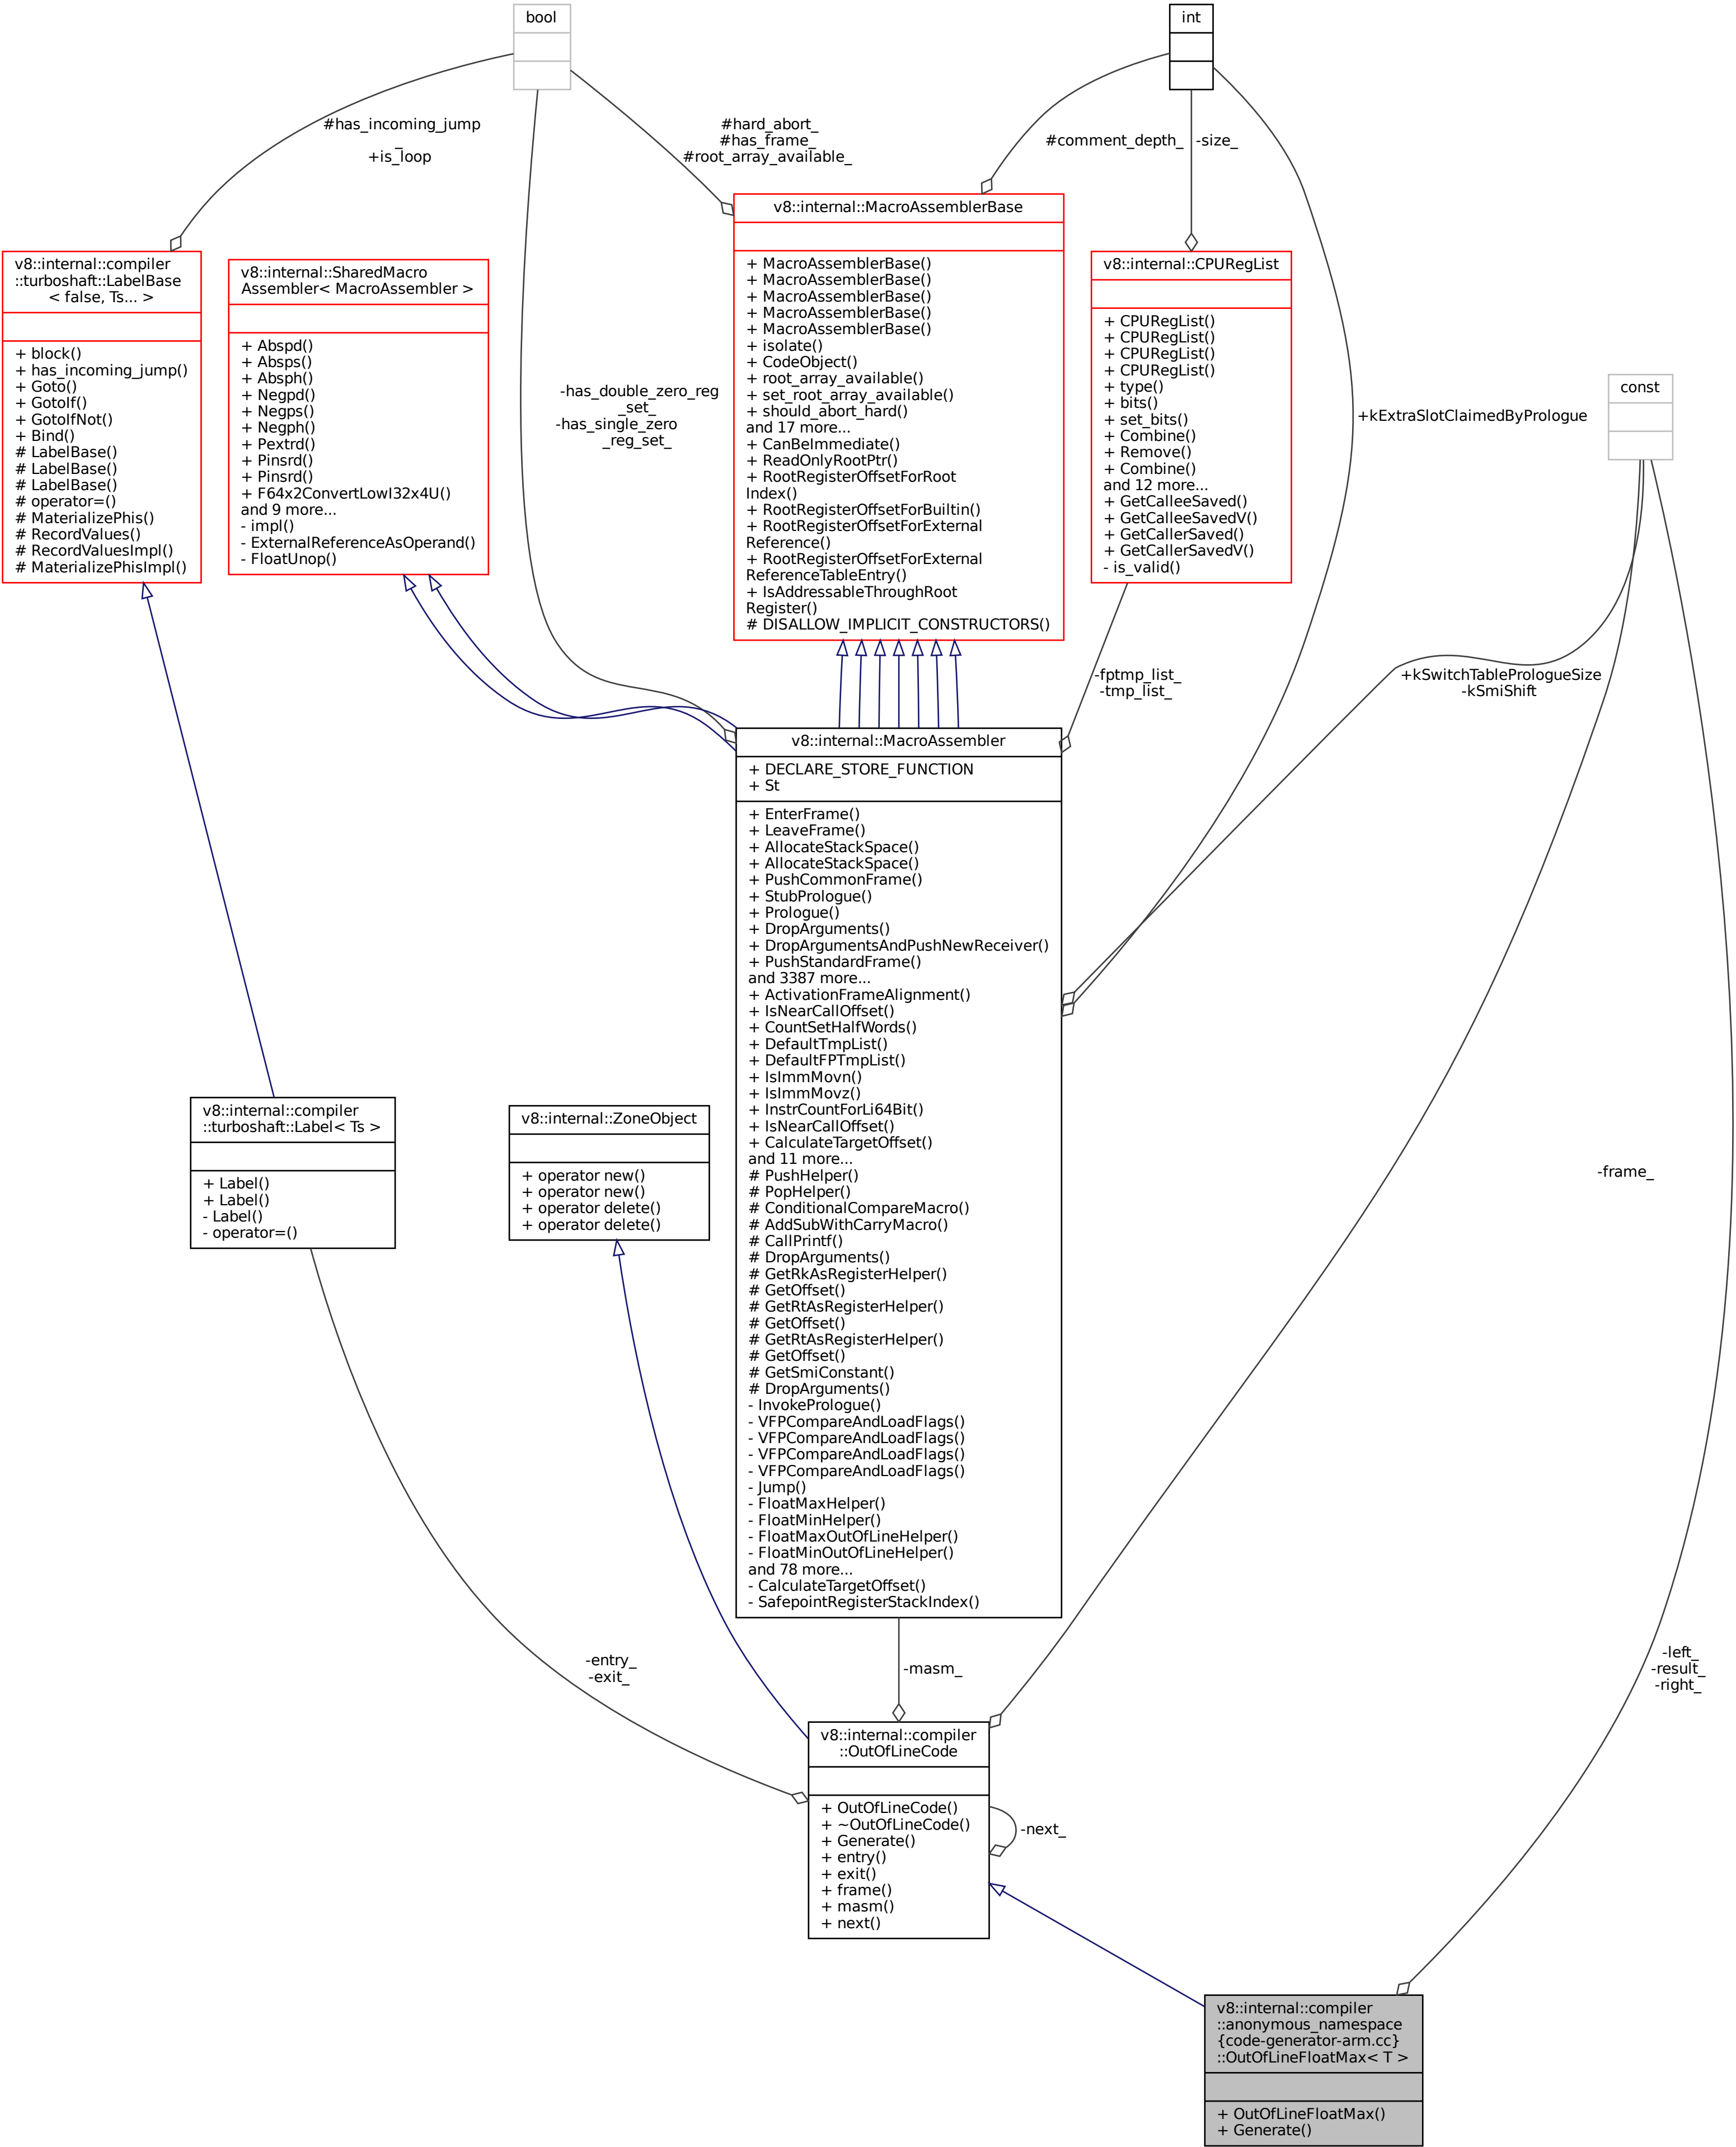 bool
int
#has_incoming_jump
_
+is_loop
#hard_abort_
#has_frame_
#root_array_available_
#comment_depth_
-size_
v8::internal::MacroAssemblerBase
+ MacroAssemblerBase()
+ MacroAssemblerBase()
+ MacroAssemblerBase()
+ MacroAssemblerBase()
+ MacroAssemblerBase()
+ isolate()
+ CodeObject()
+ root_array_available()
+ set_root_array_available()
+ should_abort_hard()
and 17 more...
+ CanBeImmediate()
+ ReadOnlyRootPtr()
+ RootRegisterOffsetForRoot
Index()
+ RootRegisterOffsetForBuiltin()
+ RootRegisterOffsetForExternal
Reference()
+ RootRegisterOffsetForExternal
ReferenceTableEntry()
+ IsAddressableThroughRoot
Register()
# DISALLOW_IMPLICIT_CONSTRUCTORS()
v8::internal::compiler
::turboshaft::LabelBase
< false, Ts... >
+ block()
+ has_incoming_jump()
+ Goto()
+ GotoIf()
+ GotoIfNot()
+ Bind()
# LabelBase()
# LabelBase()
# LabelBase()
# operator=()
# MaterializePhis()
# RecordValues()
# RecordValuesImpl()
# MaterializePhisImpl()
v8::internal::SharedMacro
Assembler< MacroAssembler >
+ Abspd()
+ Absps()
+ Absph()
+ Negpd()
+ Negps()
+ Negph()
+ Pextrd()
+ Pinsrd()
+ Pinsrd()
+ F64x2ConvertLowI32x4U()
and 9 more...
- impl()
- ExternalReferenceAsOperand()
- FloatUnop()
v8::internal::CPURegList
+ CPURegList()
+ CPURegList()
+ CPURegList()
+ CPURegList()
+ type()
+ bits()
+ set_bits()
+ Combine()
+ Remove()
+ Combine()
and 12 more...
+ GetCalleeSaved()
+ GetCalleeSavedV()
+ GetCallerSaved()
+ GetCallerSavedV()
- is_valid()
const
-has_double_zero_reg
_set_
-has_single_zero
_reg_set_
+kExtraSlotClaimedByPrologue
-fptmp_list_
-tmp_list_
+kSwitchTablePrologueSize
-kSmiShift
v8::internal::MacroAssembler
+ DECLARE_STORE_FUNCTION
+ St
+ EnterFrame()
+ LeaveFrame()
+ AllocateStackSpace()
+ AllocateStackSpace()
+ PushCommonFrame()
+ StubPrologue()
+ Prologue()
+ DropArguments()
+ DropArgumentsAndPushNewReceiver()
+ PushStandardFrame()
and 3387 more...
+ ActivationFrameAlignment()
+ IsNearCallOffset()
+ CountSetHalfWords()
+ DefaultTmpList()
+ DefaultFPTmpList()
+ IsImmMovn()
+ IsImmMovz()
+ InstrCountForLi64Bit()
+ IsNearCallOffset()
+ CalculateTargetOffset()
and 11 more...
# PushHelper()
# PopHelper()
# ConditionalCompareMacro()
# AddSubWithCarryMacro()
# CallPrintf()
# DropArguments()
# GetRkAsRegisterHelper()
# GetOffset()
# GetRtAsRegisterHelper()
# GetOffset()
# GetRtAsRegisterHelper()
# GetOffset()
# GetSmiConstant()
# DropArguments()
- InvokePrologue()
- VFPCompareAndLoadFlags()
- VFPCompareAndLoadFlags()
- VFPCompareAndLoadFlags()
- VFPCompareAndLoadFlags()
- Jump()
- FloatMaxHelper()
- FloatMinHelper()
- FloatMaxOutOfLineHelper()
- FloatMinOutOfLineHelper()
and 78 more...
- CalculateTargetOffset()
- SafepointRegisterStackIndex()
v8::internal::compiler
::turboshaft::Label< Ts >
+ Label()
+ Label()
- Label()
- operator=()
v8::internal::ZoneObject
+ operator new()
+ operator new()
+ operator delete()
+ operator delete()
-frame_
-entry_
-exit_
-masm_
-left_
-result_
-right_
v8::internal::compiler
::OutOfLineCode
+ OutOfLineCode()
+ ~OutOfLineCode()
+ Generate()
+ entry()
+ exit()
+ frame()
+ masm()
+ next()
-next_
v8::internal::compiler
::anonymous_namespace
{code-generator-arm.cc}
::OutOfLineFloatMax< T >
+ OutOfLineFloatMax()
+ Generate()